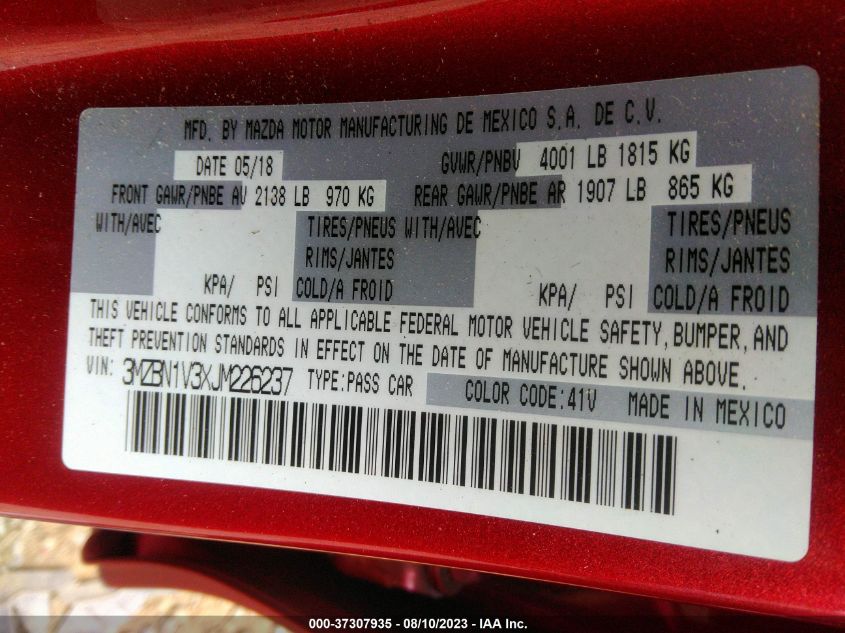 MFD. BY MAZDA MOTOR MANUFACTURING DE MEXICO S.A. DE C.V.
DATE 05/18 GVWR/PNBV 4001 LB 1815 KG
FRONT GAWR/PNBE AV 2138 LB 970 KG REAR GAWR/PNBE AR 1907 LB 865 KG
WITH/AVEC TIRES/PNEUS WITH/AVEC TIRES/PNEUS
RIMS/JANTES RIMS/JANTES
KPA/ PSI COLD/A FROID KPA/ PSI COLD/A FROID
THIS VEHICLE CONFORMS TO ALL APPLICABLE FEDERAL MOTOR VEHICLE SAFETY, BUMPER, AND
THEFT PREVENTION STANDARDS IN EFFECT ON THE DATE OF MANUFACTURE SHOWN ABOVE.
VIN: 3MZBN1V3XJM226237 TYPE:PASS CAR COLOR CODE:41V MADE IN MEXICO
000-37307935 - 08/10/2023 - IAA Inc.